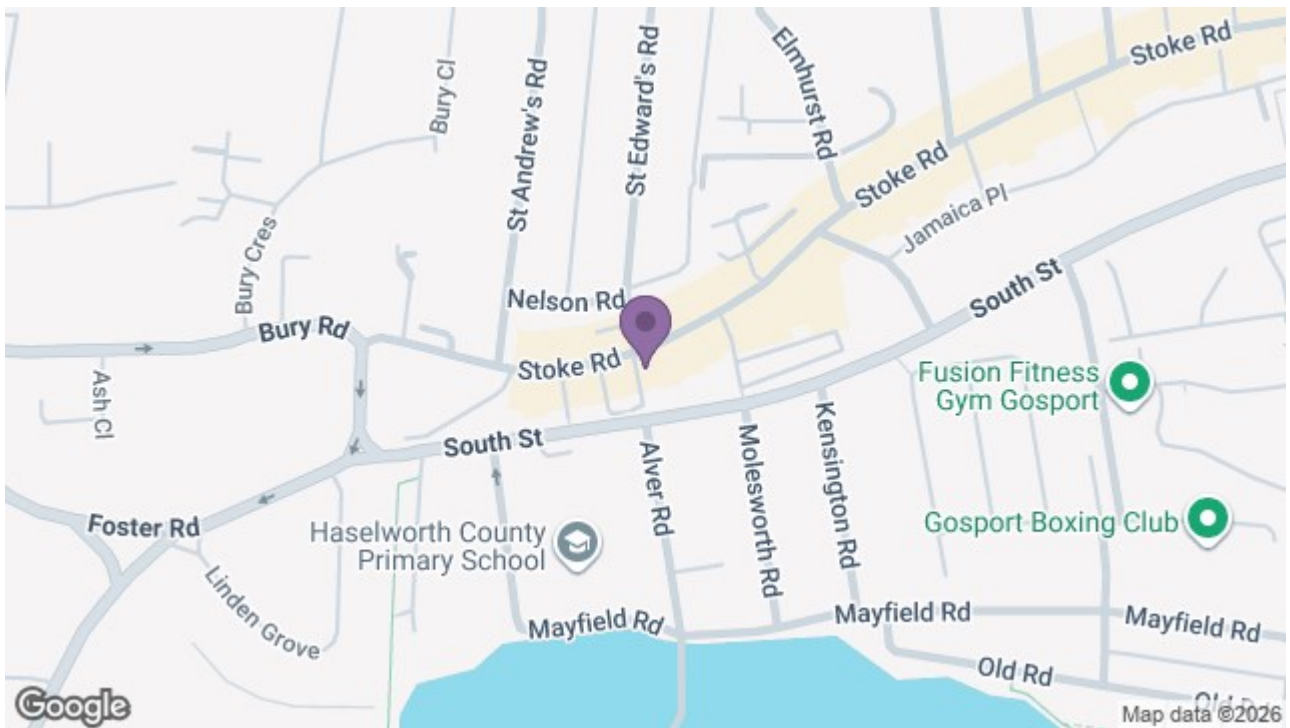 Stoke Rd
Elmhurst Rd
Bury Cl
St Andrew's Rd
St Edward's Rd
Stoke Rd
Jamaica Pl
Bury Cres
Nelson Rd
South St
Bury Rd
Stoke Rd
Ash Cl
Fusion Fitness
Gym Gosport
South St
Alver Rd
Molesworth Rd
Kensington Rd
Foster Rd
Haselworth County
Primary School
Gosport Boxing Club
Linden Grove
Mayfield Rd
Mayfield Rd
Mayfield Rd
Old Rd
Google
Map data ©2026